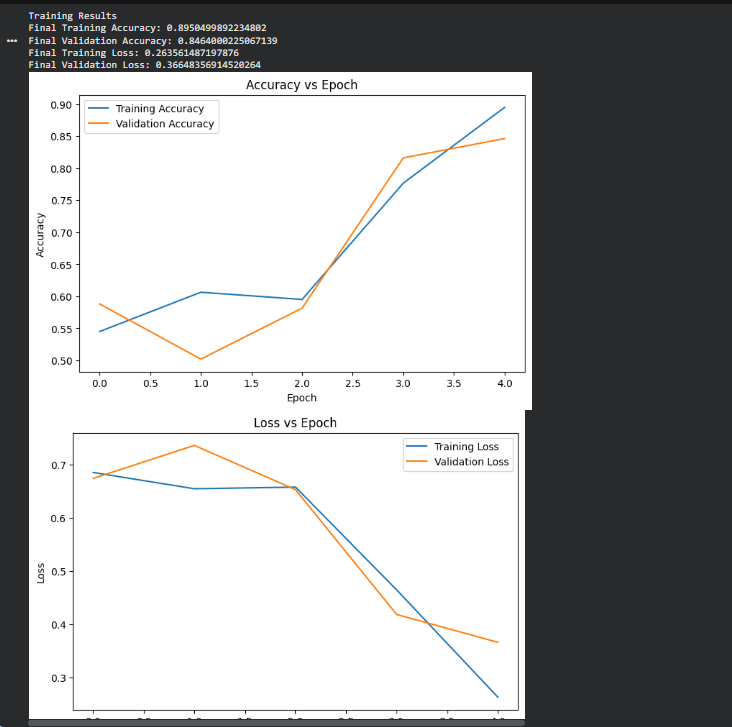 Training Results
Final Training Accuracy: 0.8950499892234802
Final Validation Accuracy: 0.8464000225067139
Final Training Loss: 0.263561487197876
Final Validation Loss: 0.36648356914520264
Accuracy vs Epoch
Training Accuracy
Validation Accuracy
0.90
0.85
0.80
0.75
0.70
0.65
0.60
0.55
0.50
Accuracy
0.0 0.5 1.0 1.5 2.0 2.5 3.0 3.5 4.0
Epoch
Loss vs Epoch
Training Loss
Validation Loss
0.7
0.6
0.5
0.4
0.3
Loss